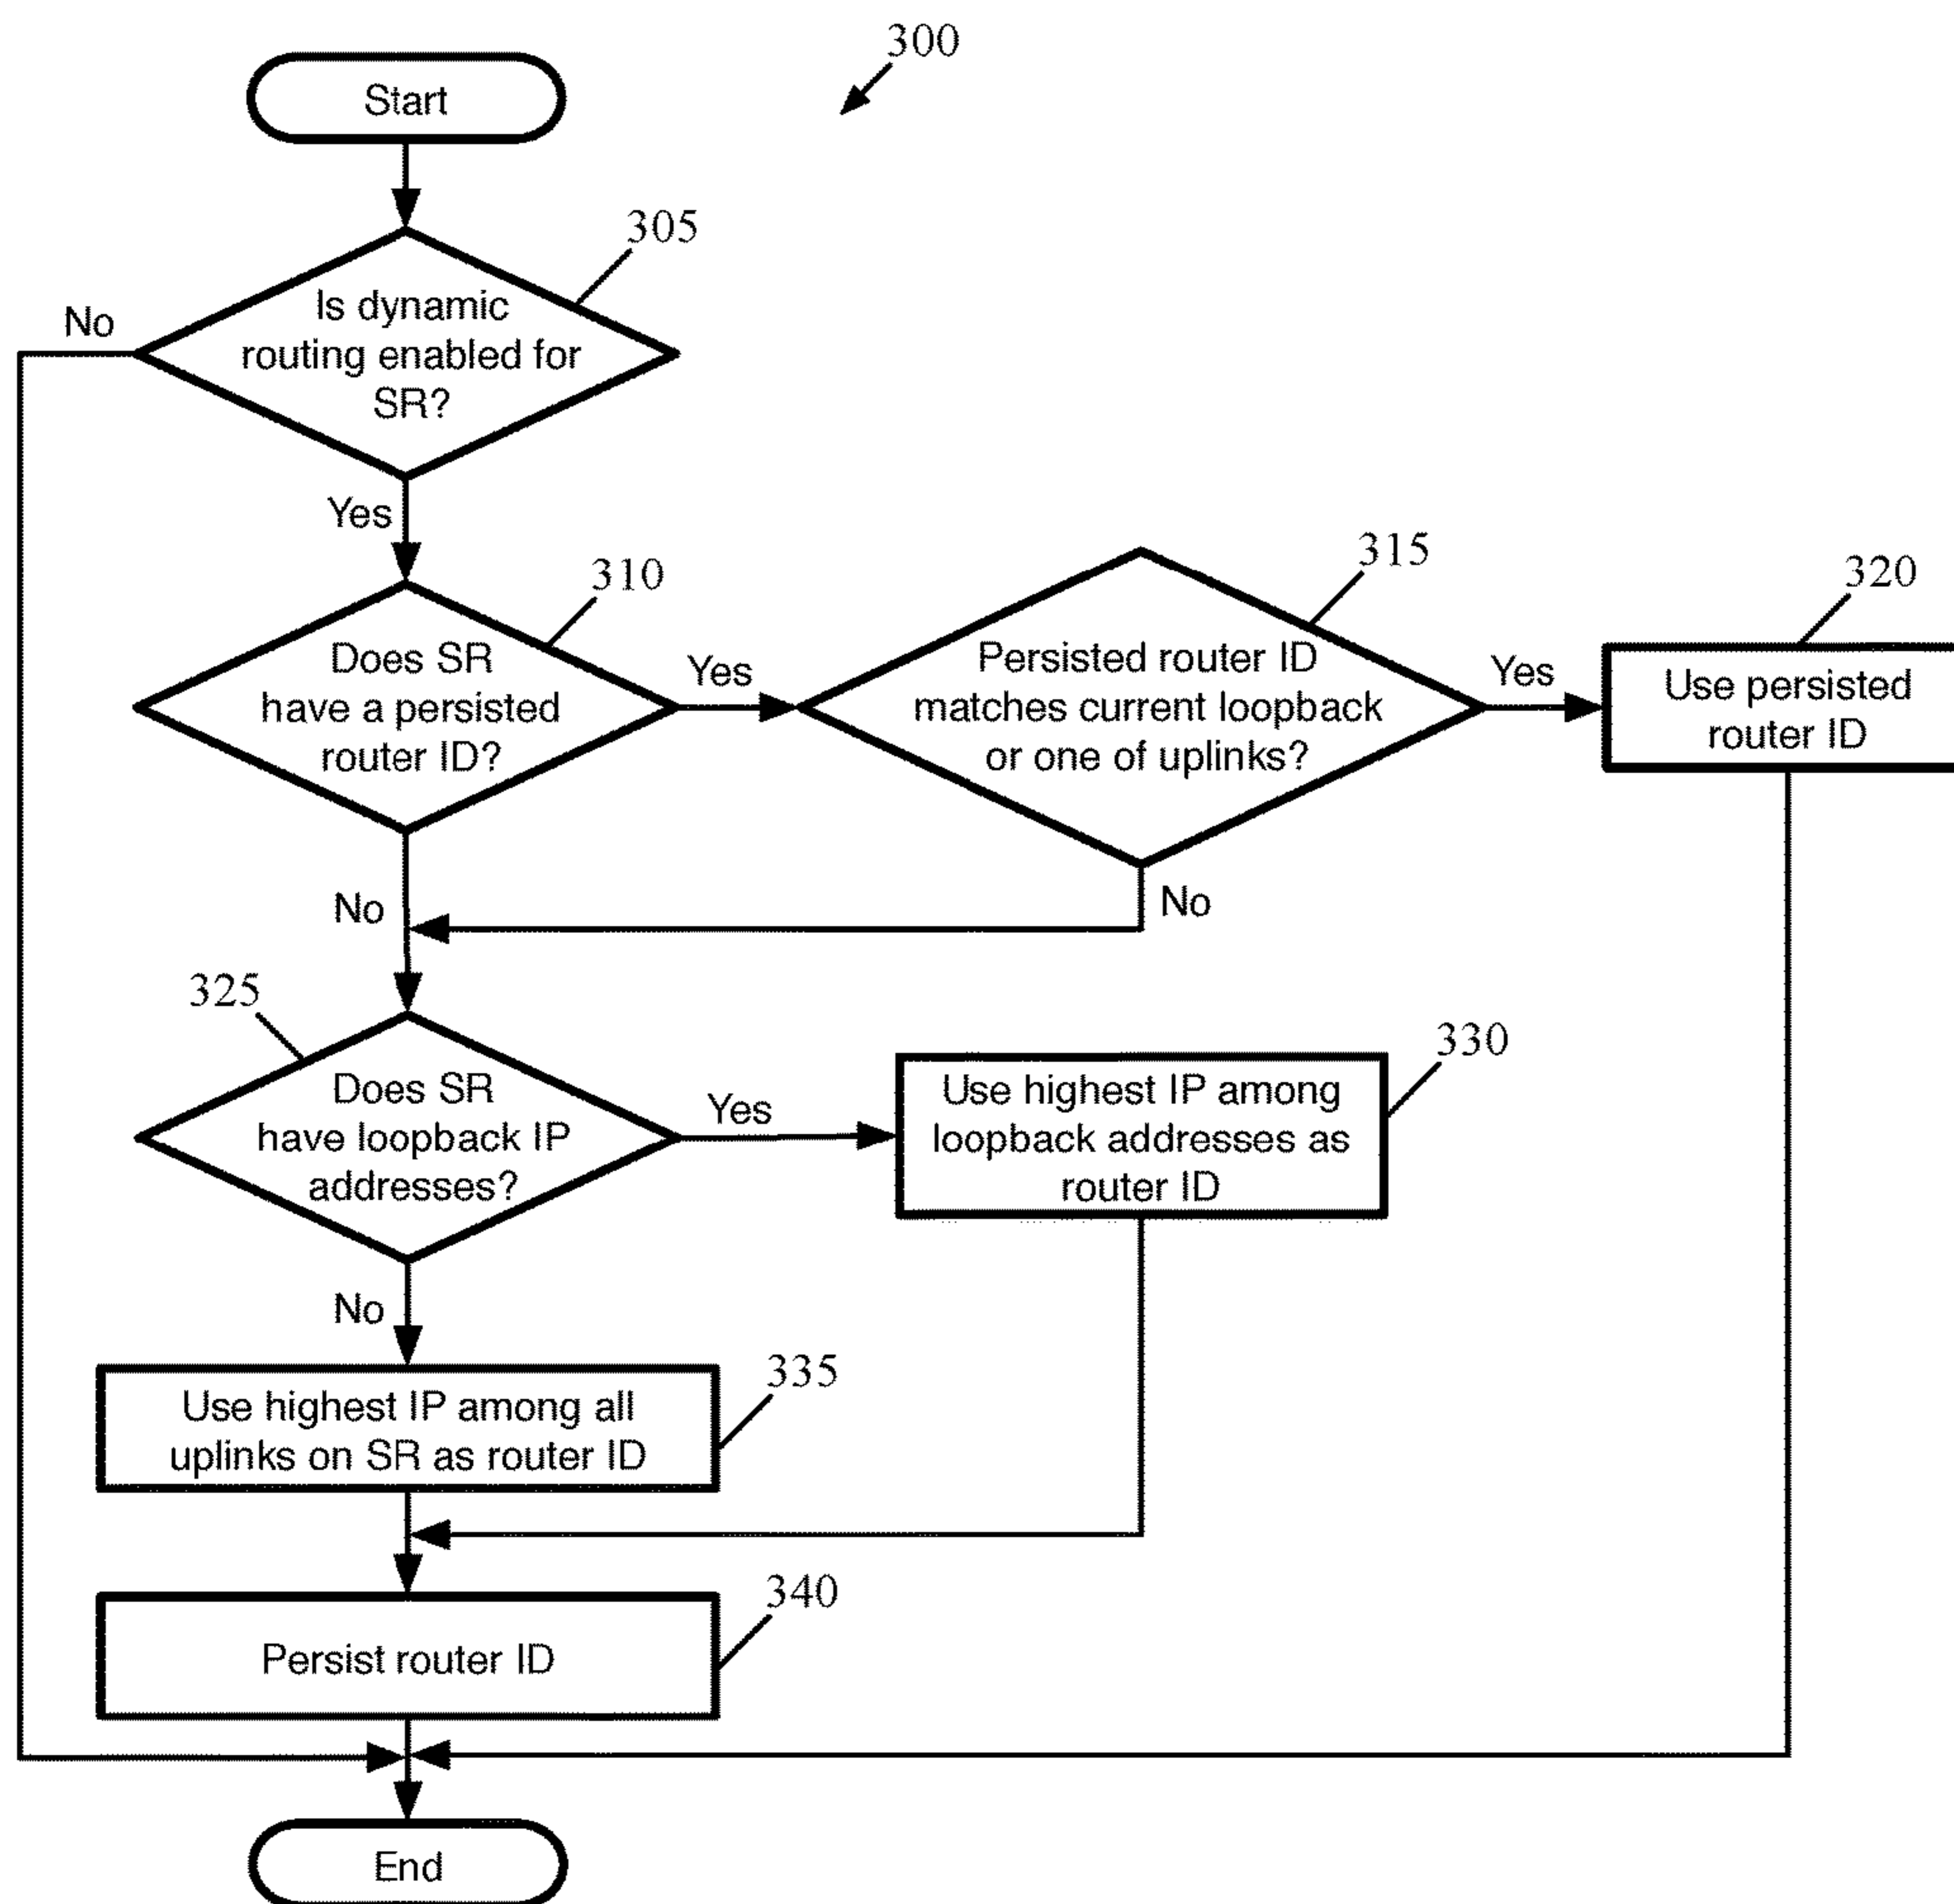 300
Start
305
Is dynamic
routing enabled for
SR?
No
Yes
310
Does SR
have a persisted
router ID?
Yes
315
Persisted router ID
matches current loopback
or one of uplinks?
Yes
320
Use persisted
router ID
No
No
325
Does SR
have loopback IP
addresses?
Yes
330
Use highest IP among
loopback addresses as
router ID
No
335
Use highest IP among all
uplinks on SR as router ID
340
Persist router ID
End